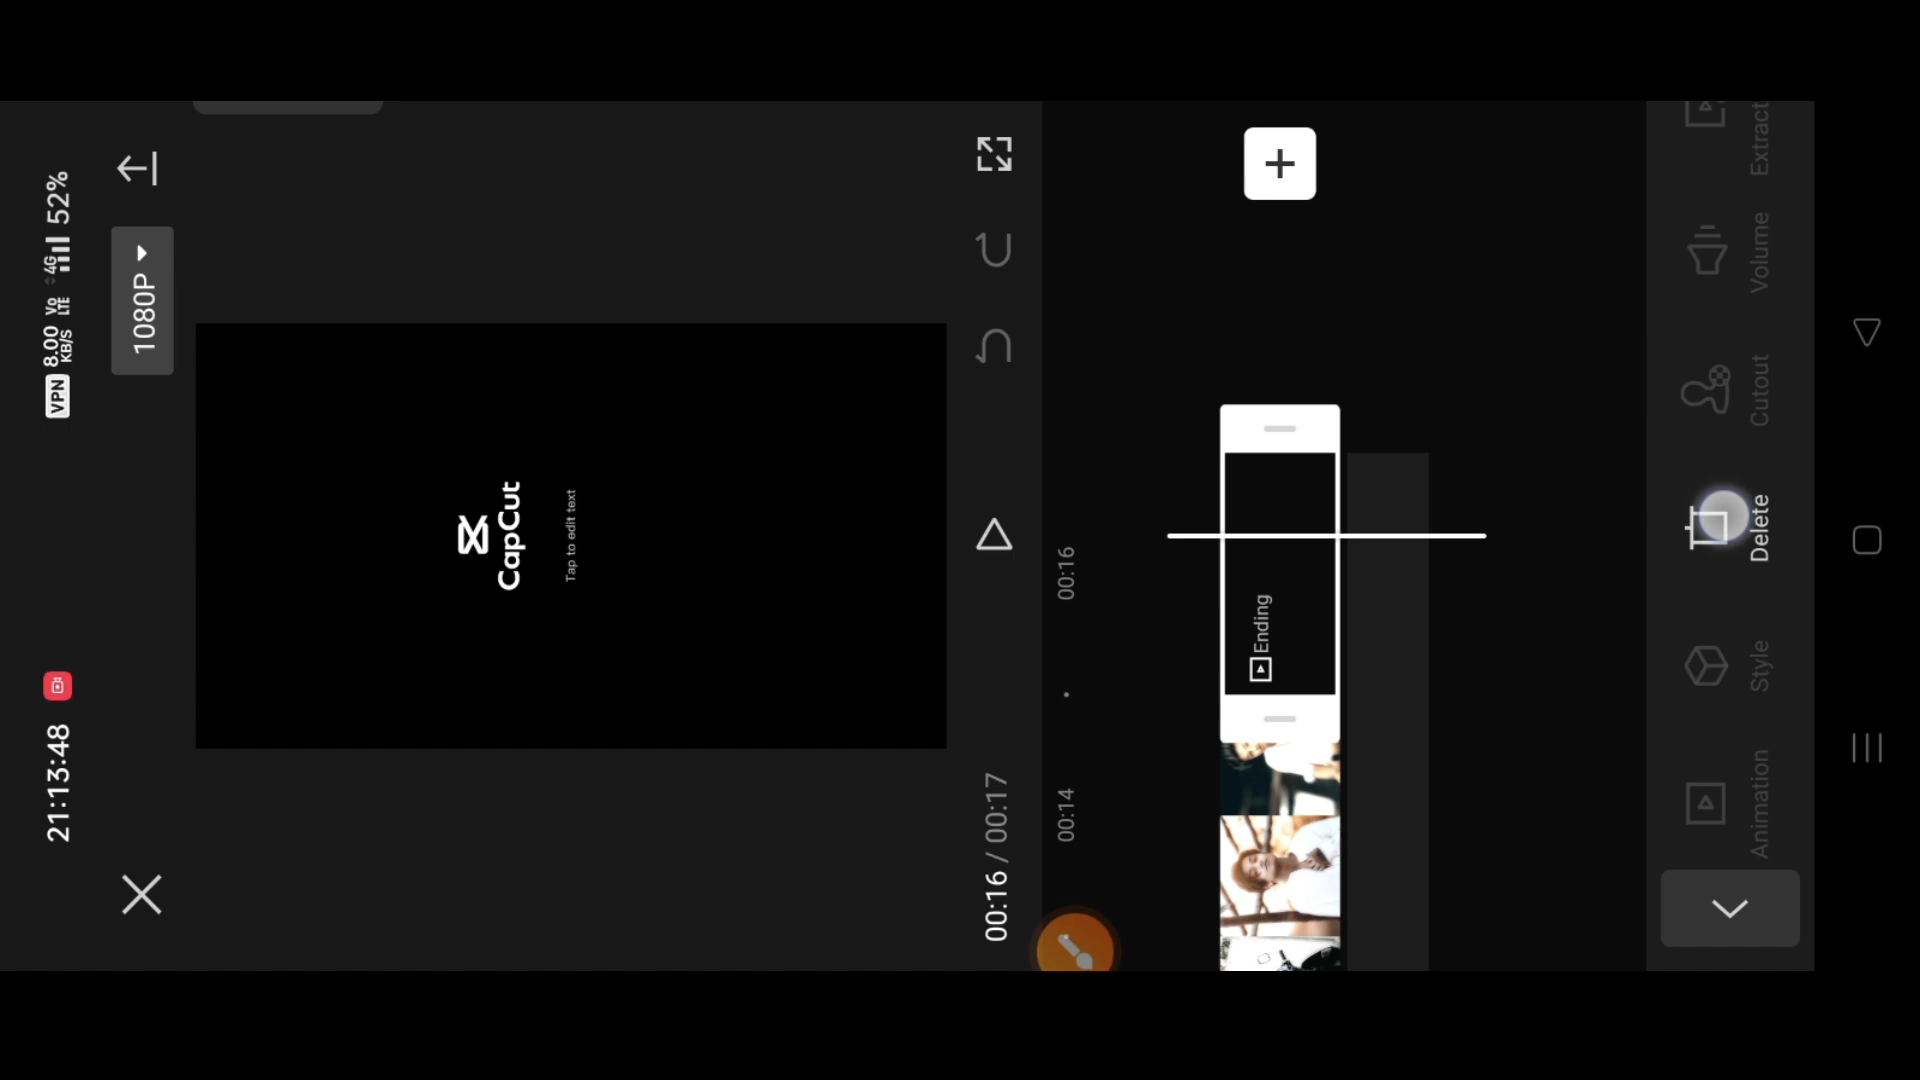 21:13:48
VPN 8.00 KB/S Vo LTE 4G 52%
1080P
CapCut
Tap to edit text
00:16 / 00:17
00:14
00:16
Ending
Animation
Style
Delete
Cutout
Volume
Extract